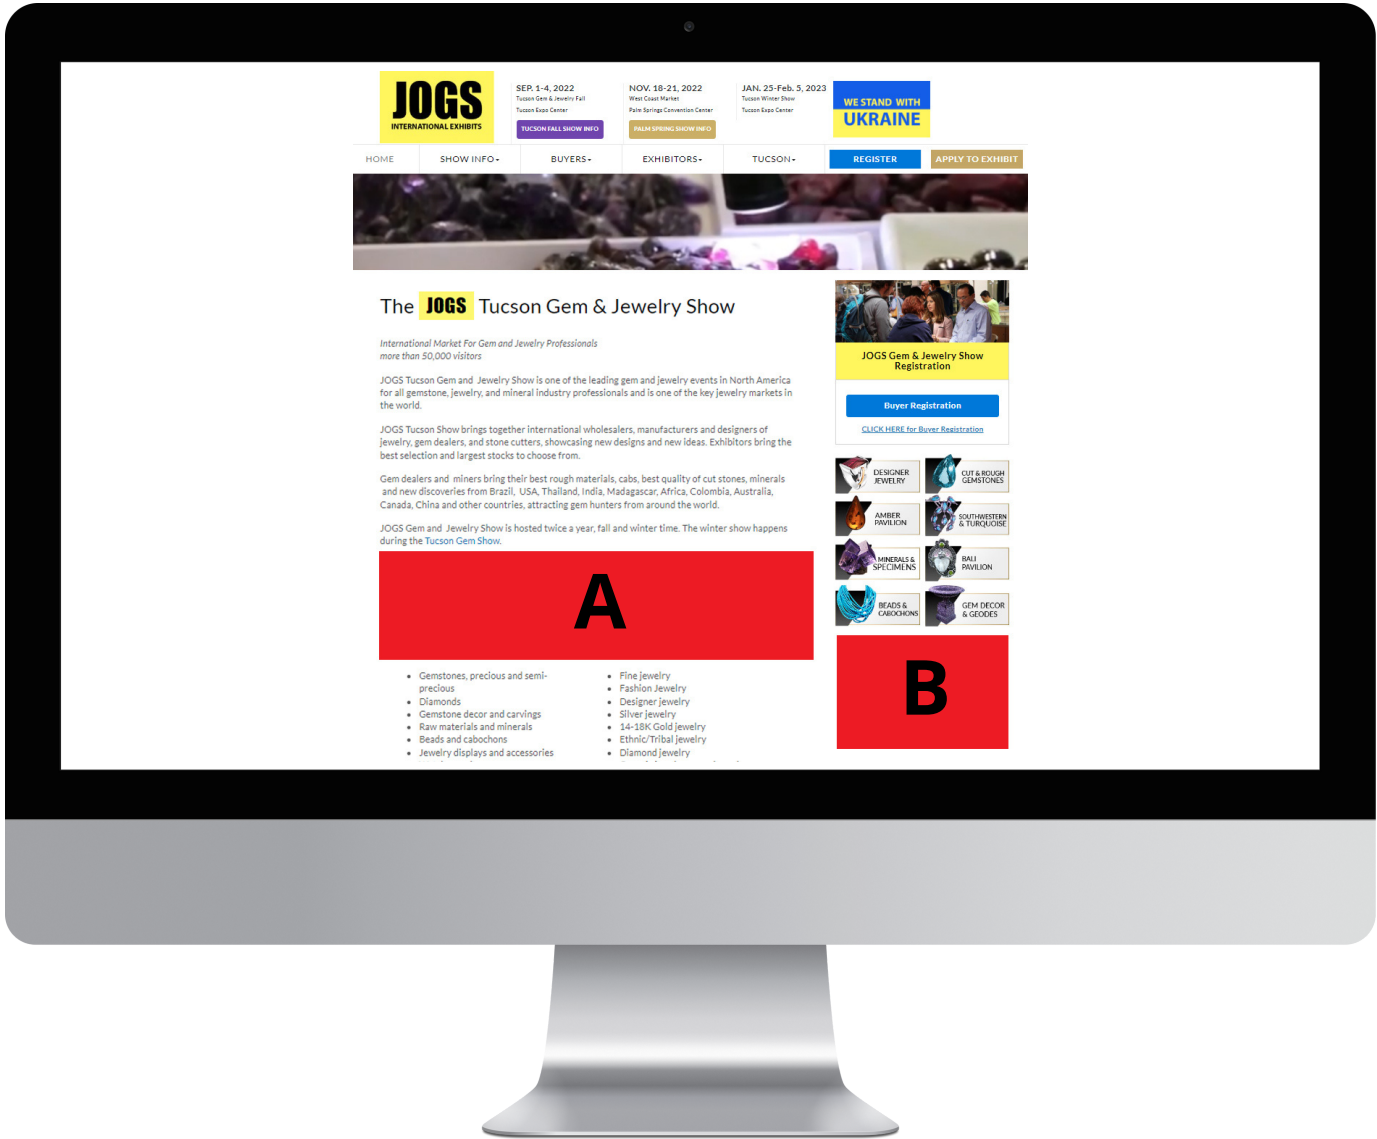 JOGS
INTERNATIONAL EXHIBITS
SEP. 1-4, 2022
Tucson Gem & Jewelry Fall
Tucson Expo Center
TUCSON FALL SHOW INFO
NOV. 18-21, 2022
West Coast Market
Palm Springs Convention Center
PALM SPRING SHOW INFO
JAN. 25-Feb. 5, 2023
Tucson Winter Show
Tucson Expo Center
WE STAND WITH
UKRAINE
HOME SHOW INFO BUYERS EXHIBITORS TUCSON REGISTER APPLY TO EXHIBIT
The JOGS Tucson Gem & Jewelry Show
International Market For Gem and Jewelry Professionals
more than 50,000 visitors
JOGS Tucson Gem and Jewelry Show is one of the leading gem and jewelry events in North America
for all gemstone, jewelry, and mineral industry professionals and is one of the key jewelry markets in
the world.
JOGS Tucson Show brings together international wholesalers, manufacturers and designers of
jewelry, gem dealers, and stone cutters, showcasing new designs and new ideas. Exhibitors bring the
best selection and largest stocks to choose from.
Gem dealers and miners bring their best rough materials, cabs, best quality of cut stones, minerals
and new discoveries from Brazil, USA, Thailand, India, Madagascar, Africa, Colombia, Australia,
Canada, China and other countries, attracting gem hunters from around the world.
JOGS Gem and Jewelry Show is hosted twice a year, fall and winter time. The winter show happens
during the Tucson Gem Show.
A
• Gemstones, precious and semi-
precious
• Diamonds
• Gemstone decor and carvings
• Raw materials and minerals
• Beads and cabochons
• Jewelry displays and accessories
• Fine jewelry
• Fashion Jewelry
• Designer jewelry
• Silver jewelry
• 14-18K Gold jewelry
• Ethnic/Tribal jewelry
• Diamond jewelry
JOGS Gem & Jewelry Show
Registration
Buyer Registration
CLICK HERE for Buyer Registration
DESIGNER
JEWELRY
CUT & ROUGH
GEMSTONES
AMBER
PAVILION
SOUTHWESTERN
& TURQUOISE
MINERALS &
SPECIMENS
BALI
PAVILION
BEADS &
CABOCHONS
GEM DECOR
& GEODES
B